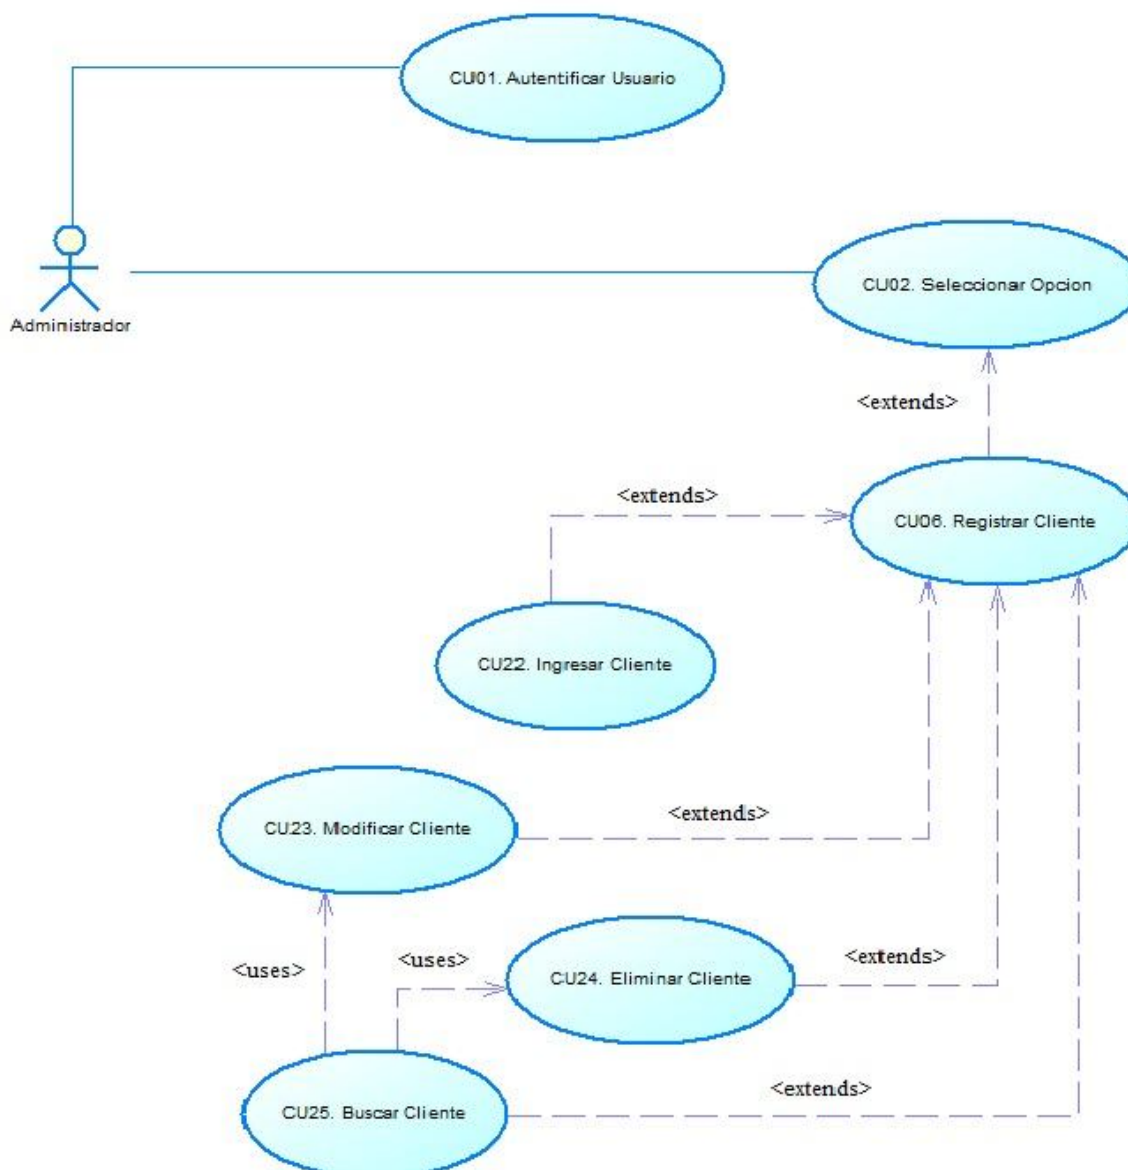 CU01. Autentificar Usuario
Administrador
CU02. Seleccionar Opcion
<extends>
<extends>
CU06. Registrar Cliente
CU22. Ingresar Cliente
CU23. Modificar Cliente
<extends>
<uses>
<uses>
CU24. Eliminar Cliente
<extends>
CU25. Buscar Cliente
<extends>